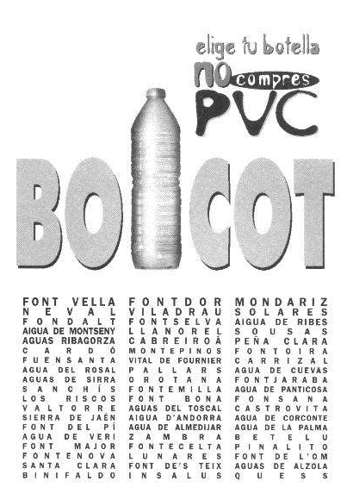 elige tu botella
no compres
PVC
BOICOT
FONT VELLA
NEVAL
FONDALT
AIGUA DE MONTSENY
AGUAS RIBAGORZA
CARDÓ
FUENSANTA
AGUA DEL ROSAL
AGUAS DE SIRRA
SANCHÍS
LOS RISCOS
VALTORRE
SIERRA DE JAÉN
FONT DEL PÍ
AGUA DE VERI
FONT MAJOR
FONTENOVA
SANTA CLARA
BINIFALDO
FONTDOR
VILADRAU
FONTSELVA
LLANOREL
CABREIROÀ
MONTEPINOS
VITAL DE FOURNIER
PALLARS
OROTANA
FONTEMILLA
FONT BONA
AGUAS DEL TOSCAL
AIGUA D'ANDORRA
AGUA DE ALMEDIJAR
ZAMBRA
FONTECELTA
LUNARES
FONT DE'S TEIX
INSALUS
MONDARIZ
SOLARES
AIGUA DE RIBES
SOUSAS
PEÑA CLARA
FONTOIRA
CARRIZAL
AGUA DE CUEVAS
FONTJARABA
AGUA DE PANTICOSA
FONSANA
CASTROVITA
AGUA DE CORCONTE
AGUA DE LA PALMA
BETELU
PINALITO
FONT DE L'OM
AGUAS DE ALZOLA
QUESS